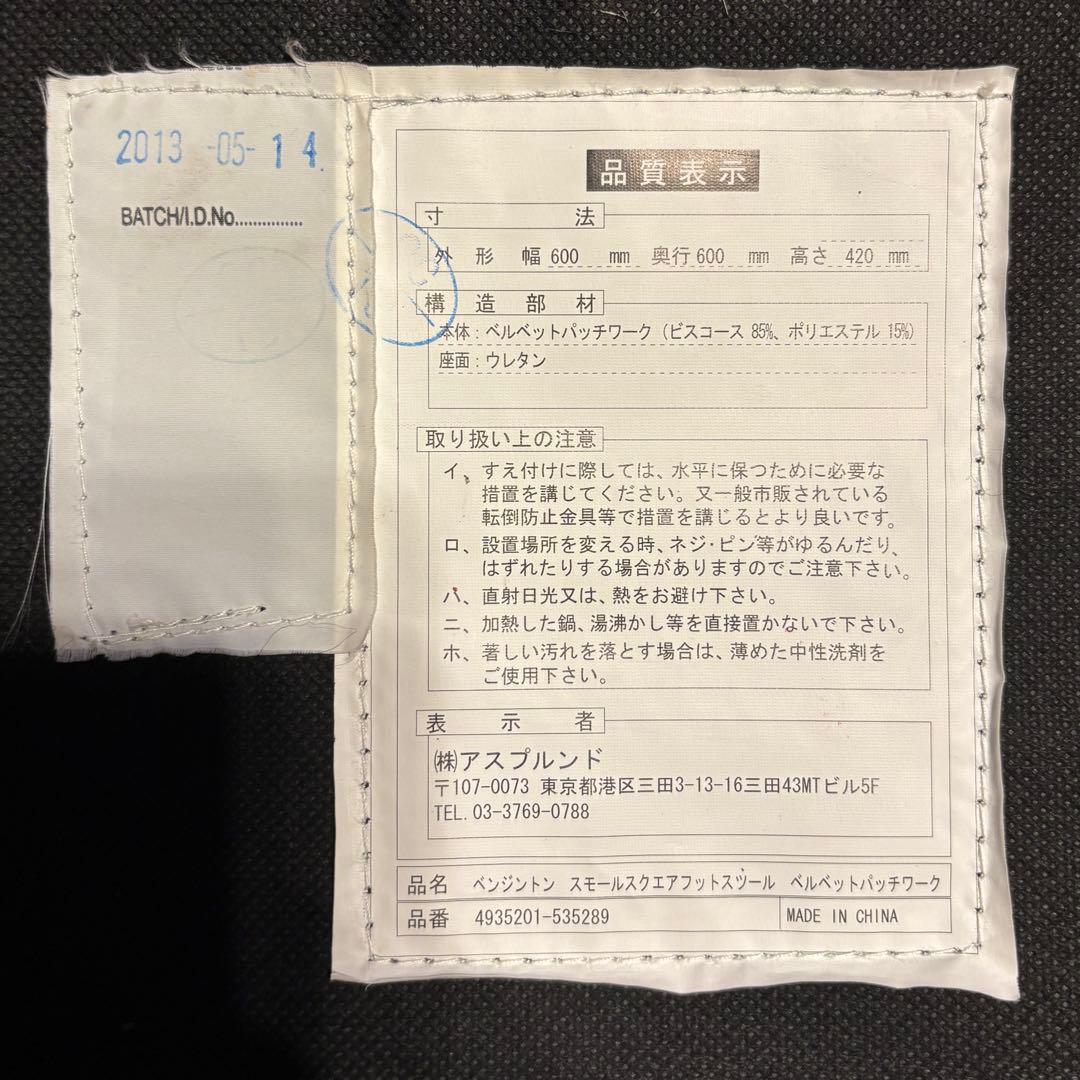 2013 -05- 14.
BATCH/I.D.No...............
品質表示
寸法
外形 幅 600 mm 奥行 600 mm 高さ 420 mm
構造部材
本体：ベルベットパッチワーク（ビスコース 85%、ポリエステル 15%）
座面：ウレタン
取り扱い上の注意
イ、すえ付けに際しては、水平に保つために必要な
措置を講じてください。又一般市販されている
転倒防止金具等で措置を講じるとより良いです。
ロ、設置場所を変える時、ネジ・ピン等がゆるんだり、
はずれたりする場合がありますのでご注意下さい。
ハ、直射日光又は、熱をお避け下さい。
ニ、加熱した鍋、湯沸かし等を直接置かないで下さい。
ホ、著しい汚れを落とす場合は、薄めた中性洗剤を
ご使用下さい。
表示者
㈱アスプルンド
〒107-0073 東京都港区三田3-13-16三田43MTビル5F
TEL. 03-3769-0788
品名 ベンジントン スモールスクエアフットスツール ベルベットパッチワーク
品番 4935201-535289 MADE IN CHINA